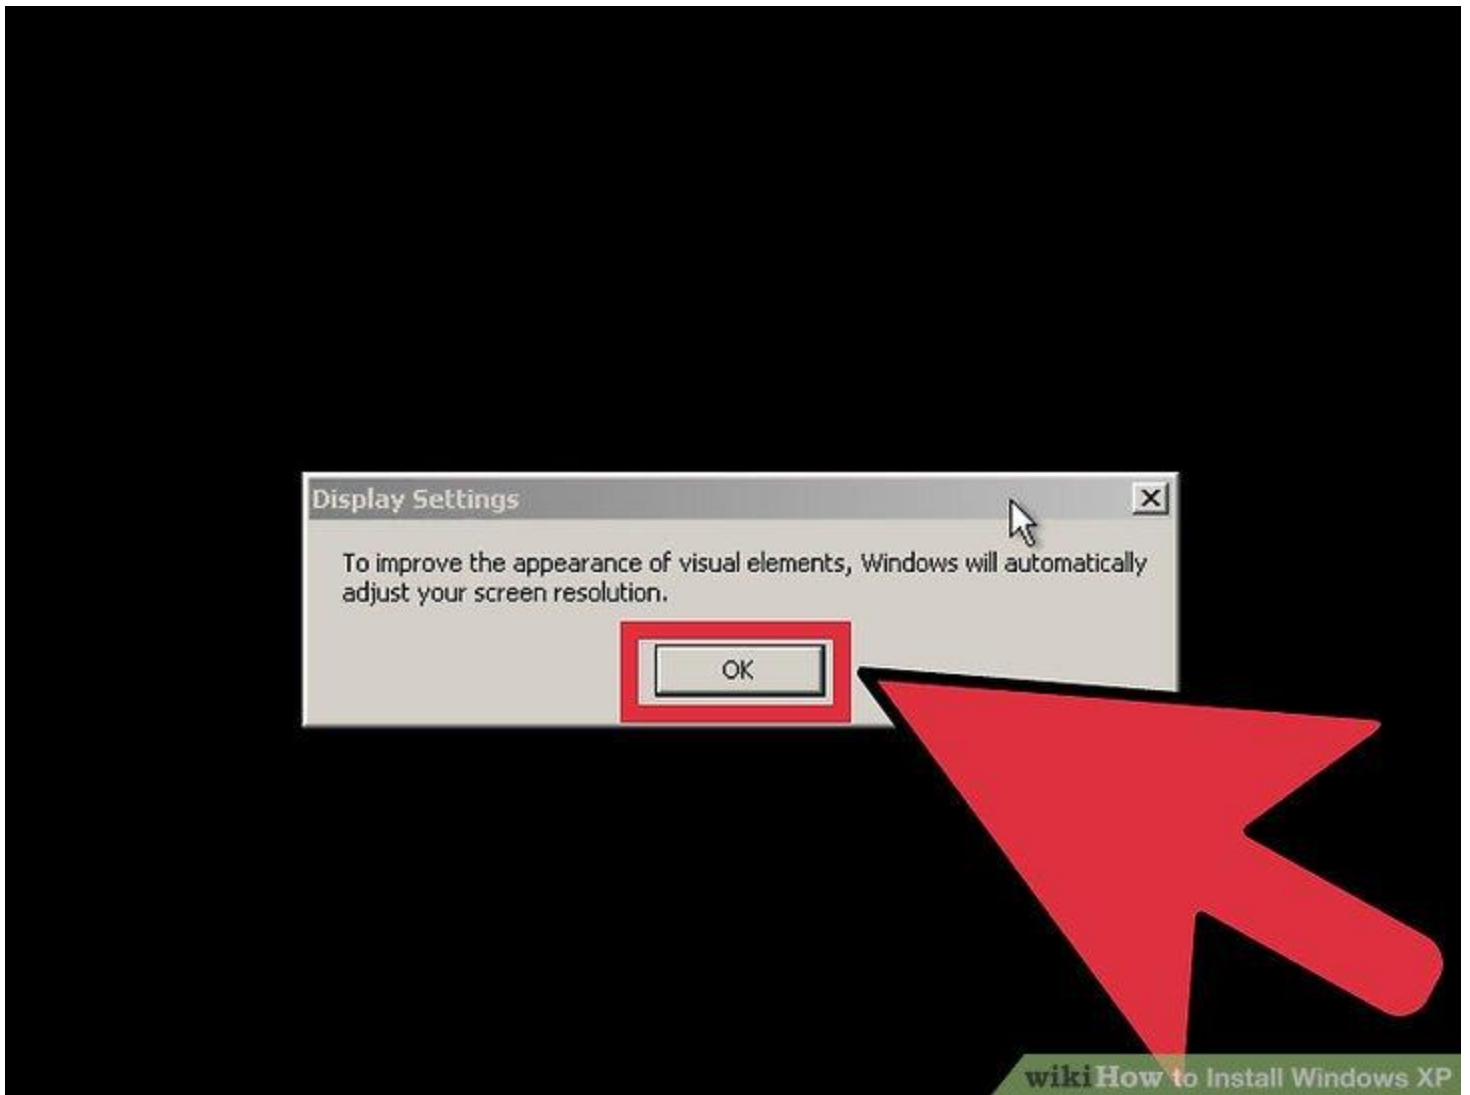 Display Settings
To improve the appearance of visual elements, Windows will automatically
adjust your screen resolution.
OK
wikiHow to Install Windows XP